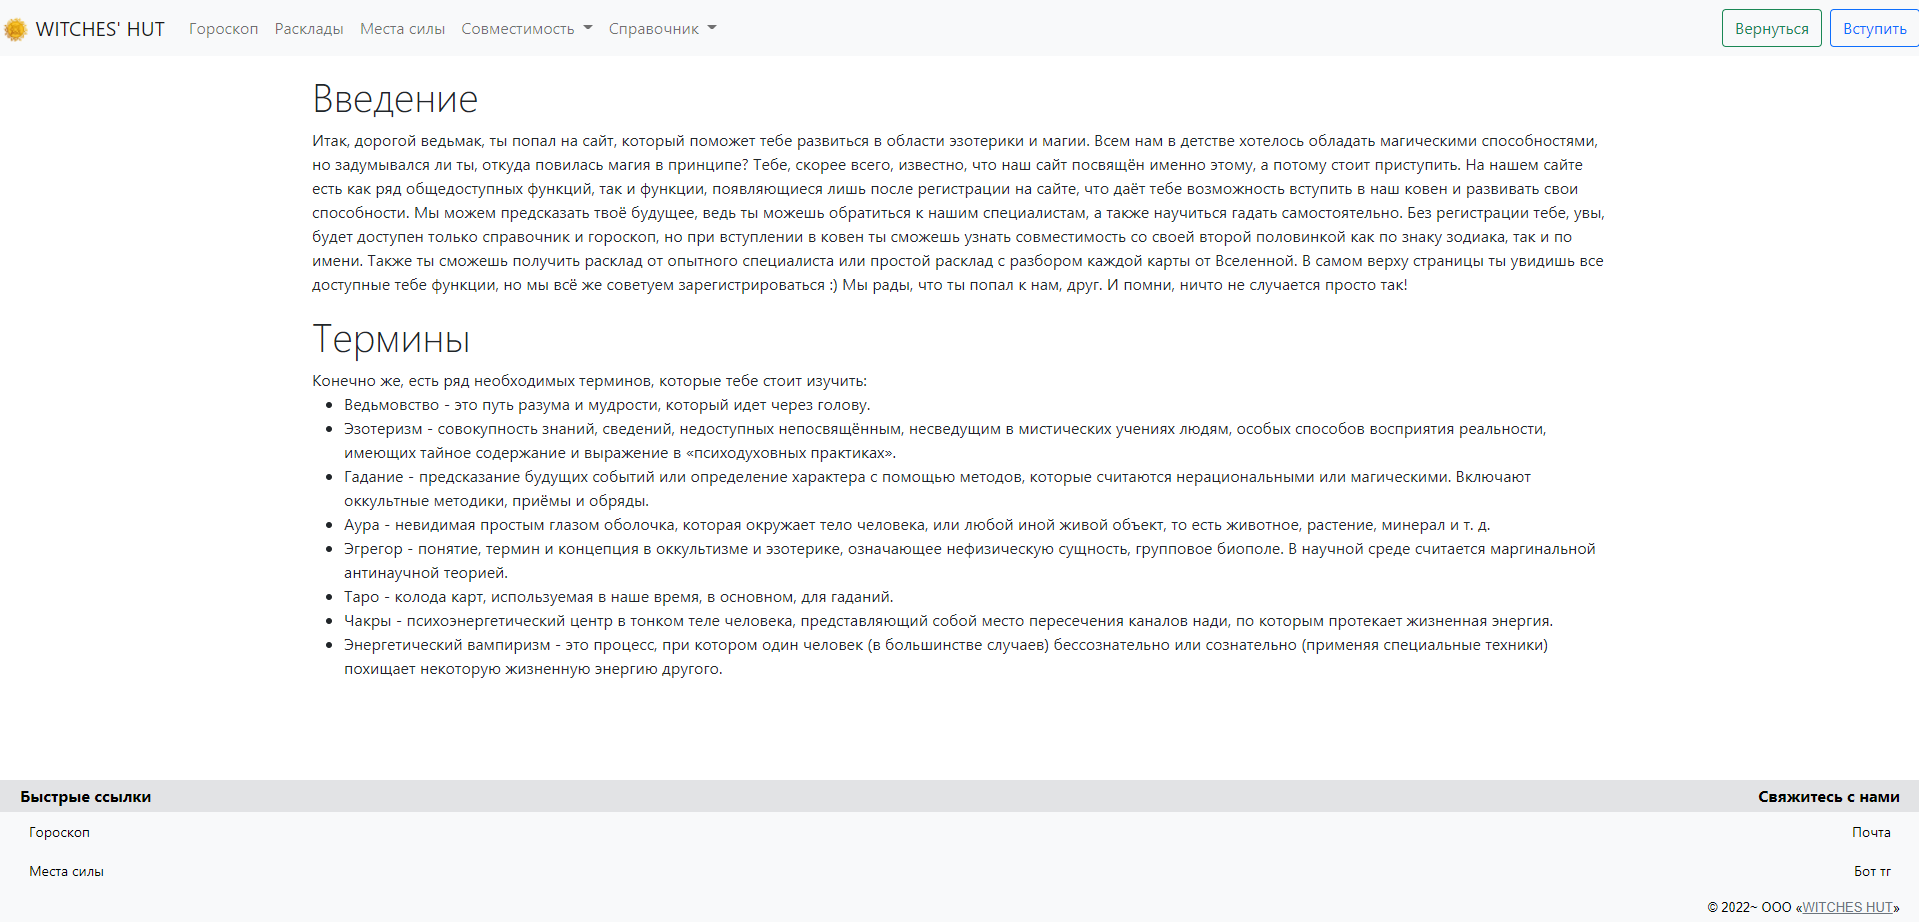 WITCHES' HUT Гороскоп Расклады Места силы Совместимость Справочник Вернуться Вступить
Введение
Итак, дорогой ведьмак, ты попал на сайт, который поможет тебе развиться в области эзотерики и магии. Всем нам в детстве хотелось обладать магическими способностями,
но задумывался ли ты, откуда повилась магия в принципе? Тебе, скорее всего, известно, что наш сайт посвящён именно этому, а потому стоит приступить. На нашем сайте
есть как ряд общедоступных функций, так и функции, появляющиеся лишь после регистрации на сайте, что даёт тебе возможность вступить в наш ковен и развивать свои
способности. Мы можем предсказать твоё будущее, ведь ты можешь обратиться к нашим специалистам, а также научиться гадать самостоятельно. Без регистрации тебе, увы,
будет доступен только справочник и гороскоп, но при вступлении в ковен ты сможешь узнать совместимость со своей второй половинкой как по знаку зодиака, так и по
имени. Также ты сможешь получить расклад от опытного специалиста или простой расклад с разбором каждой карты от Вселенной. В самом верху страницы ты увидишь все
доступные тебе функции, но мы всё же советуем зарегистрироваться :) Мы рады, что ты попал к нам, друг. И помни, ничто не случается просто так!
Термины
Конечно же, есть ряд необходимых терминов, которые тебе стоит изучить:
• Ведьмовство - это путь разума и мудрости, который идет через голову.
• Эзотеризм - совокупность знаний, сведений, недоступных непосвящённым, несведущим в мистических учениях людям, особых способов восприятия реальности,
имеющих тайное содержание и выражение в «психодуховных практиках».
• Гадание - предсказание будущих событий или определение характера с помощью методов, которые считаются нерациональными или магическими. Включают
оккультные методики, приёмы и обряды.
• Аура - невидимая простым глазом оболочка, которая окружает тело человека, или любой иной живой объект, то есть животное, растение, минерал и т. д.
• Эгрегор - понятие, термин и концепция в оккультизме и эзотерике, означающее нефизическую сущность, групповое биополе. В научной среде считается маргинальной
антинаучной теорией.
• Таро - колода карт, используемая в наше время, в основном, для гаданий.
• Чакры - психоэнергетический центр в тонком теле человека, представляющий собой место пересечения каналов нади, по которым протекает жизненная энергия.
• Энергетический вампиризм - это процесс, при котором один человек (в большинстве случаев) бессознательно или сознательно (применяя специальные техники)
похищает некоторую жизненную энергию другого.
Быстрые ссылки Свяжитесь с нами
Гороскоп Почта
Места силы Бот тг
© 2022~ ООО «WITCHES HUT»